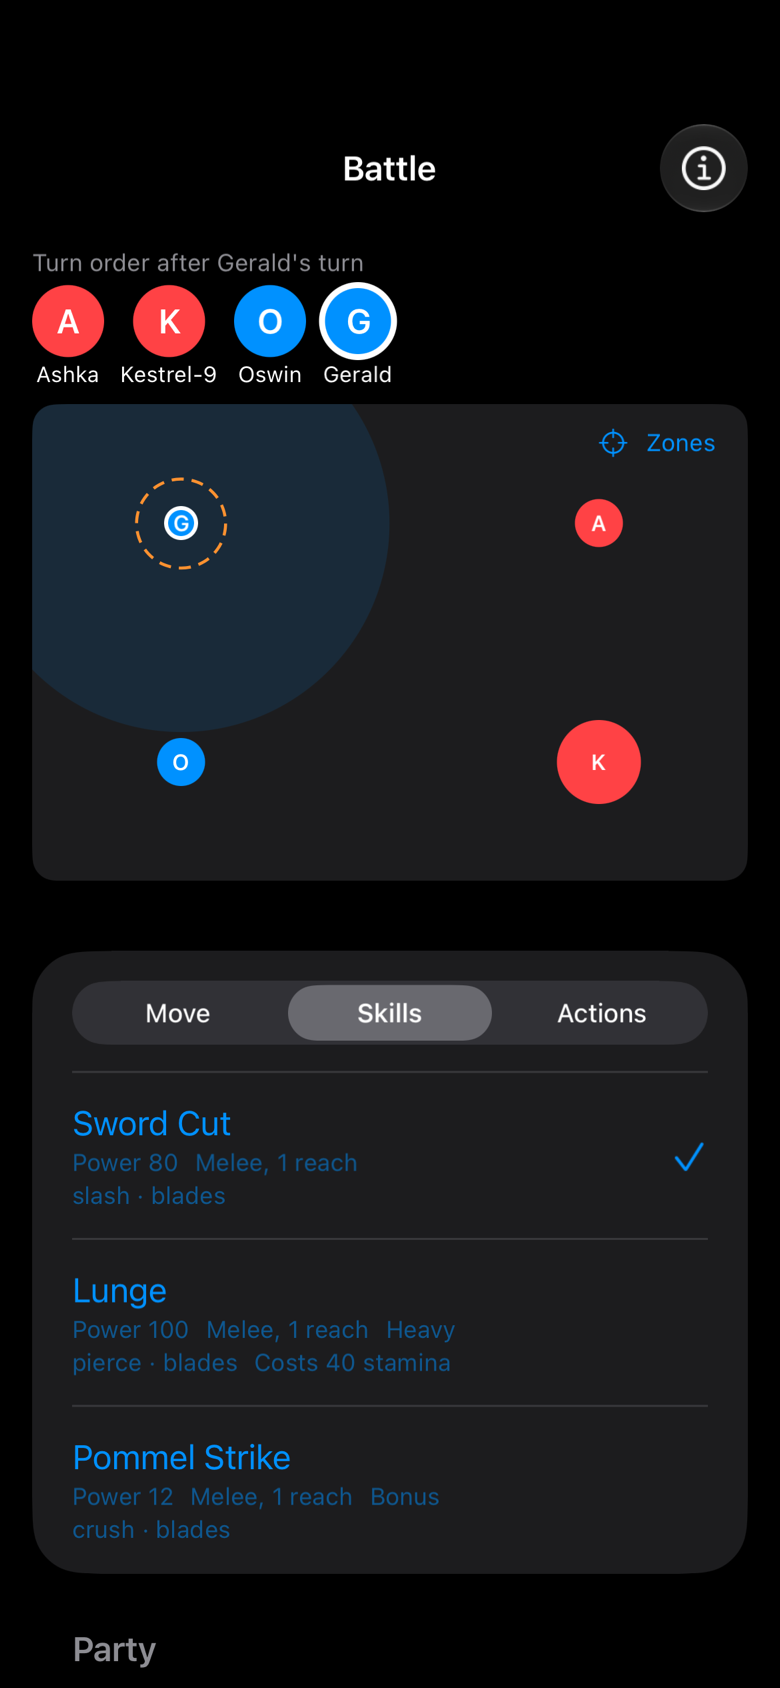 Battle
Turn order after Gerald's turn
A K O G
Ashka Kestrel-9 Oswin Gerald
Zones
G A
O K
Move Skills Actions
Sword Cut
Power 80 Melee, 1 reach
slash · blades
Lunge
Power 100 Melee, 1 reach Heavy
pierce · blades Costs 40 stamina
Pommel Strike
Power 12 Melee, 1 reach Bonus
crush · blades
Party